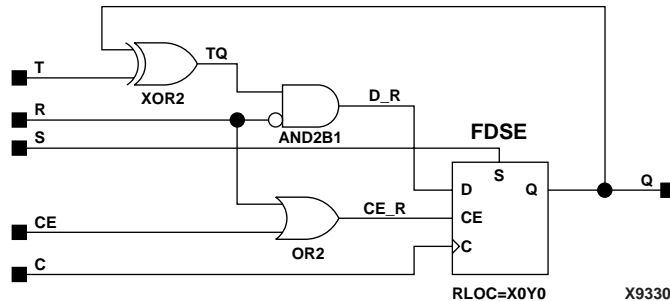 T
TQ
XOR2
R
D_R
AND2B1
S
FDSE
S
D
Q
Q
CE
CE_R
CE
OR2
C
C
RLOC=X0Y0
X9330